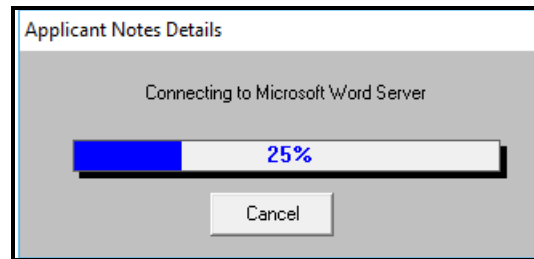 Applicant Notes Details
Connecting to Microsoft Word Server
25%
Cancel